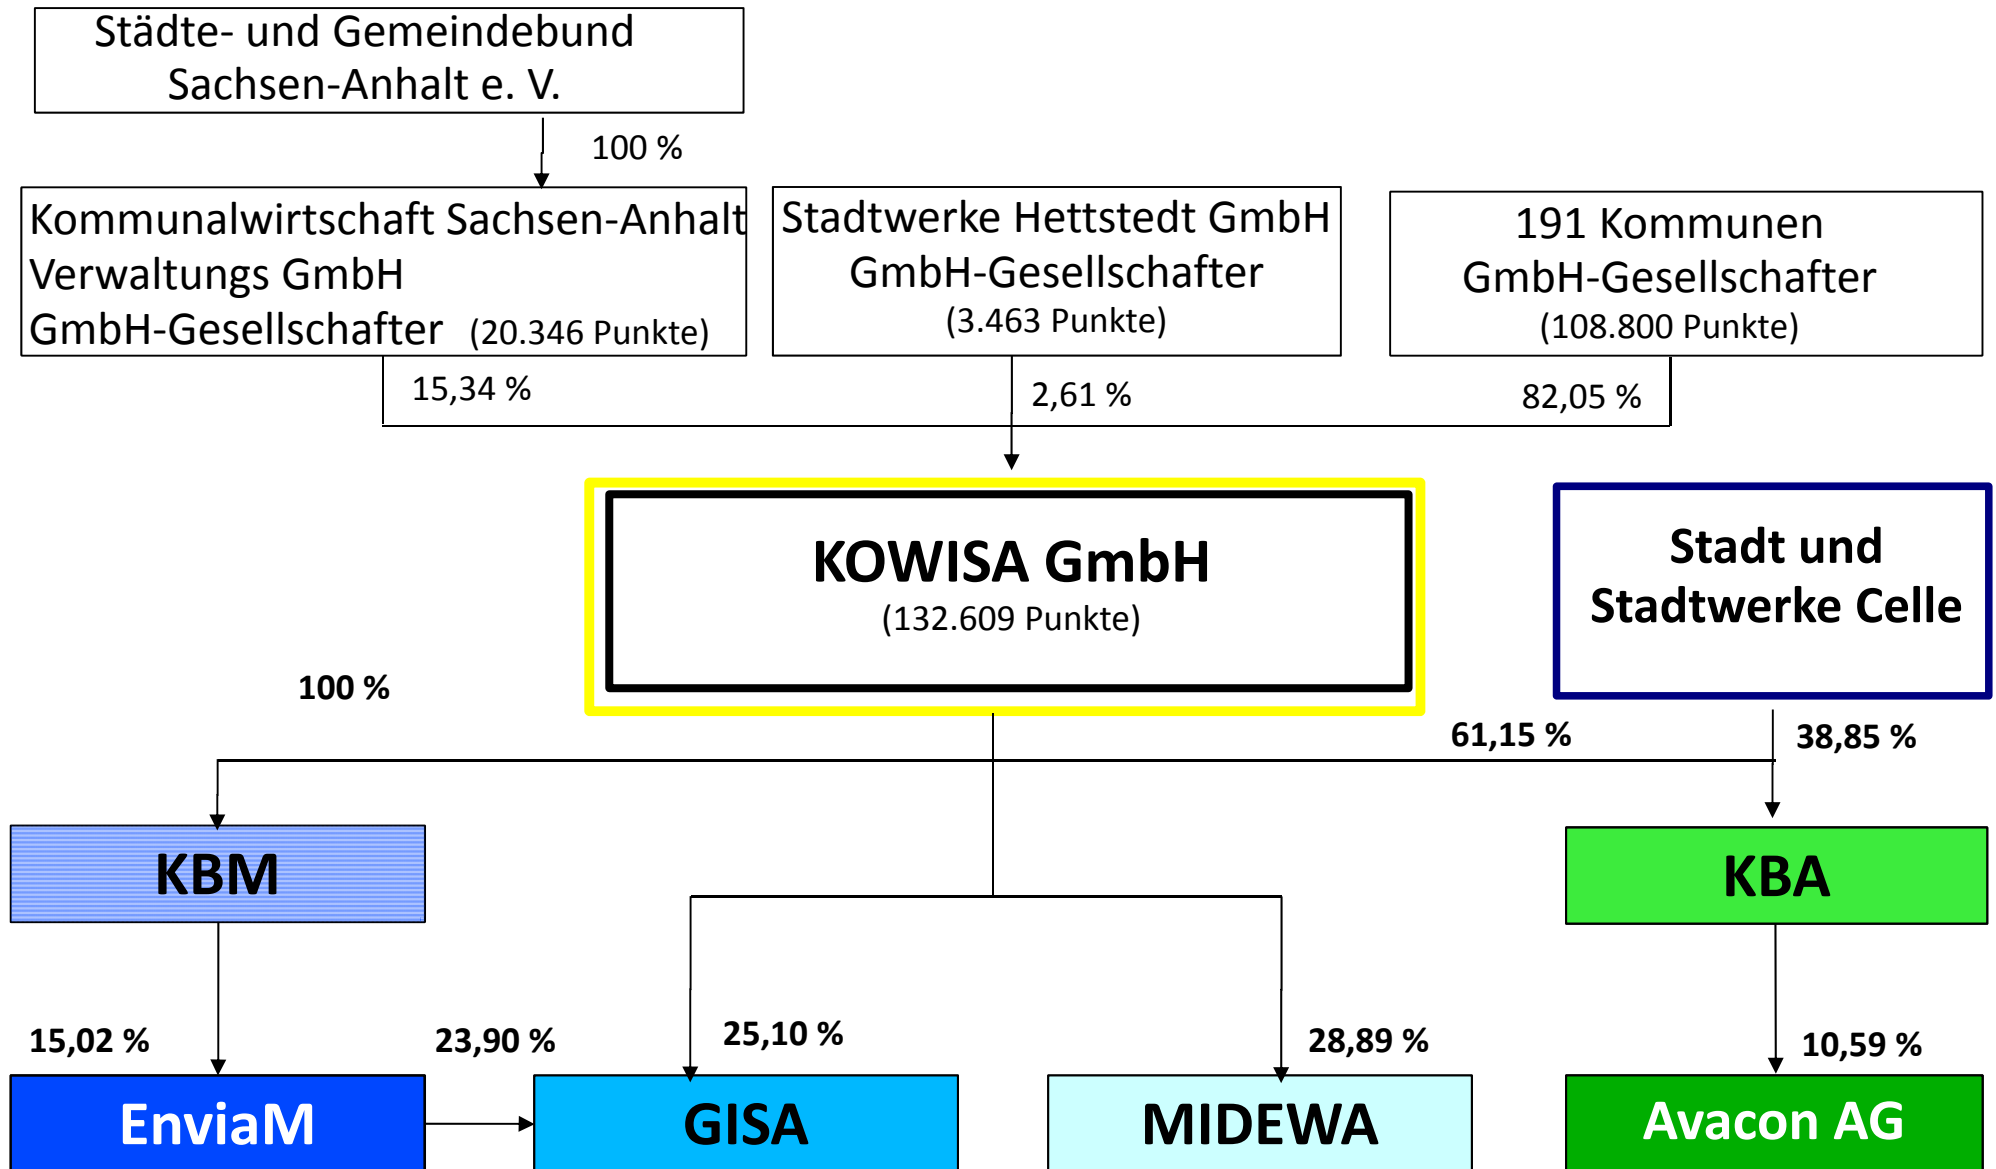 Städte- und Gemeindebund
Sachsen-Anhalt e. V.
100 %
Kommunalwirtschaft Sachsen-Anhalt
Verwaltungs GmbH
GmbH-Gesellschafter (20.346 Punkte)
Stadtwerke Hettstedt GmbH
GmbH-Gesellschafter
(3.463 Punkte)
191 Kommunen
GmbH-Gesellschafter
(108.800 Punkte)
15,34 %
2,61 %
82,05 %
KOWISA GmbH
(132.609 Punkte)
Stadt und
Stadtwerke Celle
100 %
61,15 %
38,85 %
KBM
KBA
15,02 %
23,90 %
25,10 %
28,89 %
10,59 %
EnviaM
GISA
MIDEWA
Avacon AG